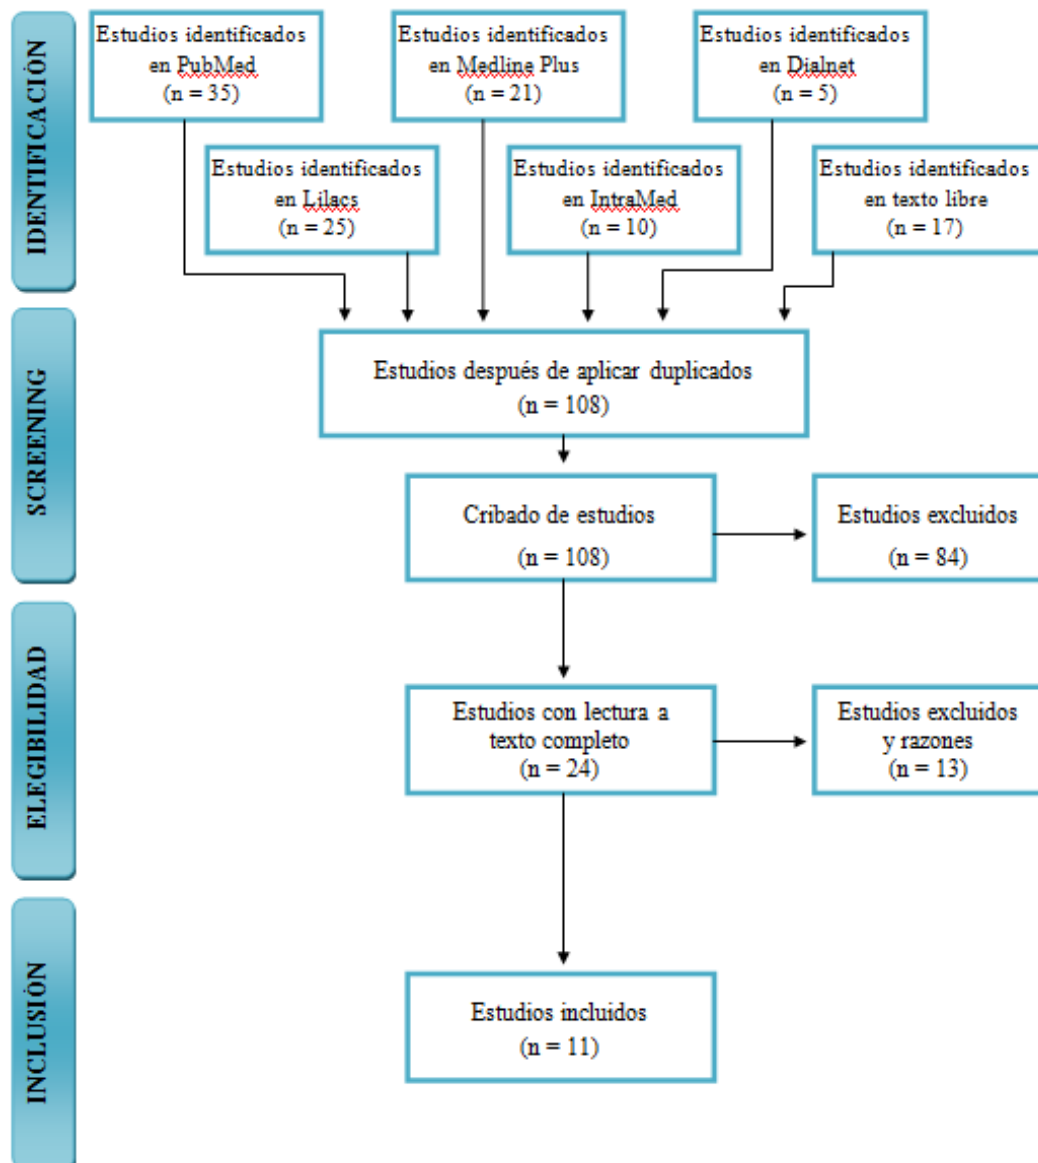 IDENTIFICACIÓN
Estudios identificados
en PubMed
(n = 35)
Estudios identificados
en Medline Plus
(n = 21)
Estudios identificados
en Dialnet
(n = 5)
Estudios identificados
en Lilacs
(n = 25)
Estudios identificados
en IntraMed
(n = 10)
Estudios identificados
en texto libre
(n = 17)
SCREENING
Estudios después de aplicar duplicados
(n = 108)
Cribado de estudios
(n = 108)
Estudios excluidos
(n = 84)
ELEGIBILIDAD
Estudios con lectura a
texto completo
(n = 24)
Estudios excluidos
y razones
(n = 13)
INCLUSIÓN
Estudios incluidos
(n = 11)